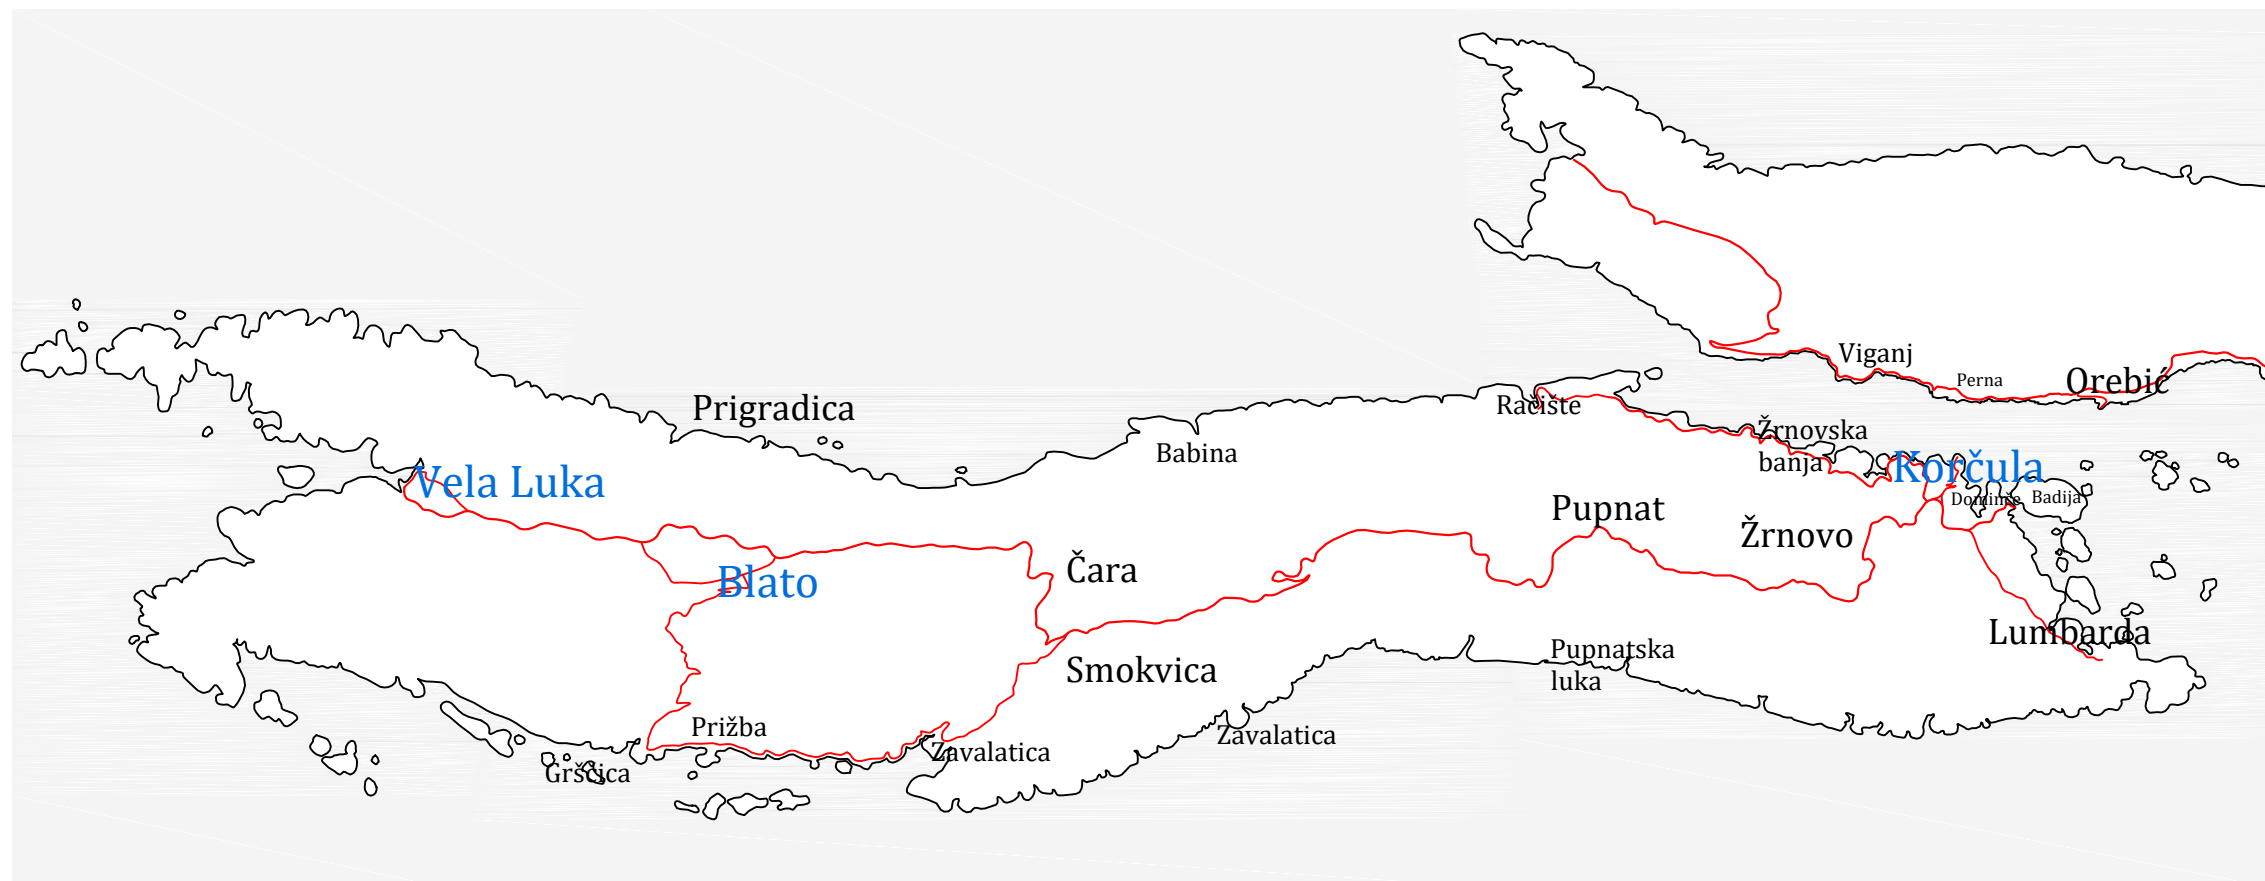 Viganj
Perna
Orebić
Prigradica
Račište
Babina
Žrnovska
banja
Korčula
Vela Luka
Dominče
Badija
Pupnat
Žrnovo
Čara
Blato
Lumbarda
Smokvica
Pupnatska
luka
Prižba
Zavalatica
Zavalatica
Gršćica